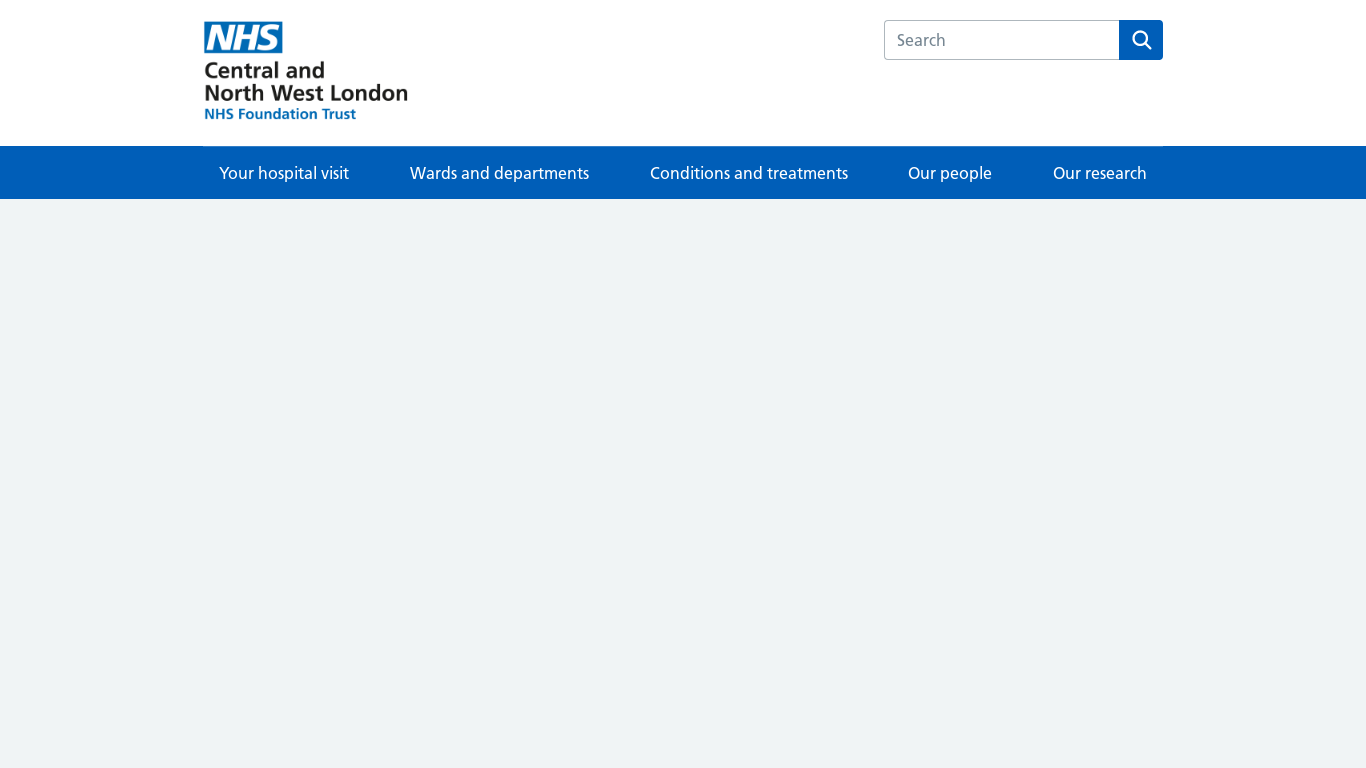 NHS
Central and
North West London
NHS Foundation Trust
Search
Your hospital visit
Wards and departments
Conditions and treatments
Our people
Our research